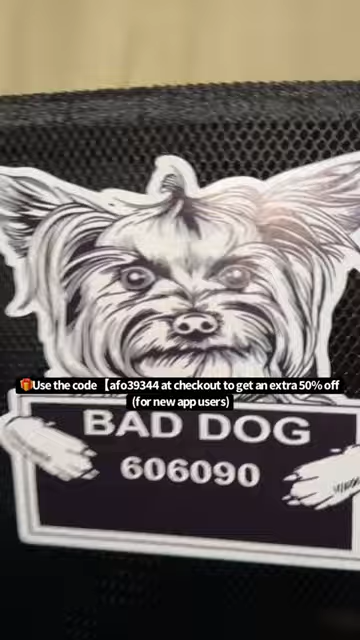 🎁Use the code 【afo39344 at checkout to get an extra 50% off
(for new app users)
BAD DOG
606090